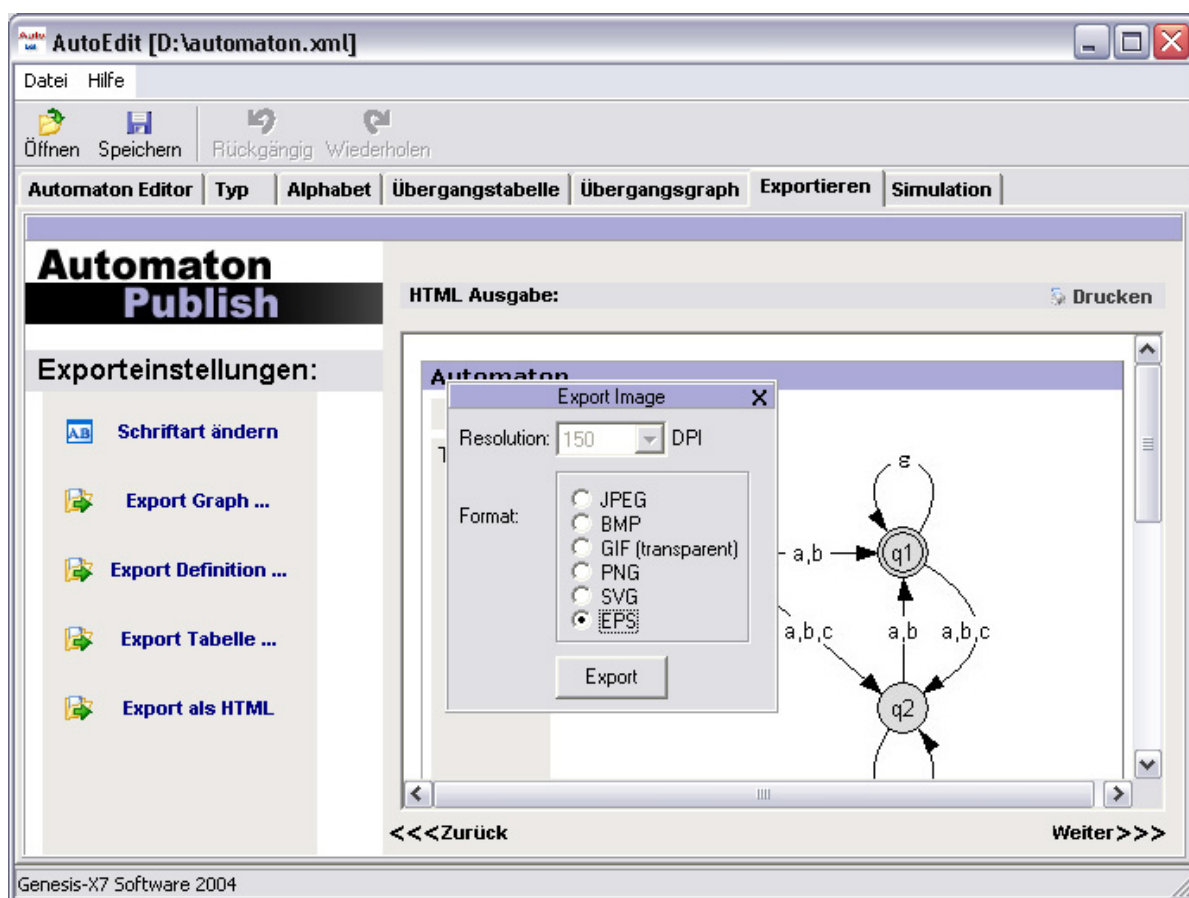 AutoEdit [D:\automaton.xml]
Datei Hilfe
Öffnen Speichern Rückgängig Wiederholen
Automaton Editor Typ Alphabet Übergangstabelle Übergangsgraph Exportieren Simulation
Automaton
Publish
Exporteinstellungen:
Schriftart ändern
Export Graph ...
Export Definition ...
Export Tabelle ...
Export als HTML
HTML Ausgabe: Drucken
Automaton
Export Image X
Resolution: 150 DPI
Format:
JPEG
BMP
GIF (transparent)
PNG
SVG
EPS
Export
ε
a,b q1
a,b,c a,b a,b,c
q2
<<<Zurück Weiter>>>
Genesis-X7 Software 2004